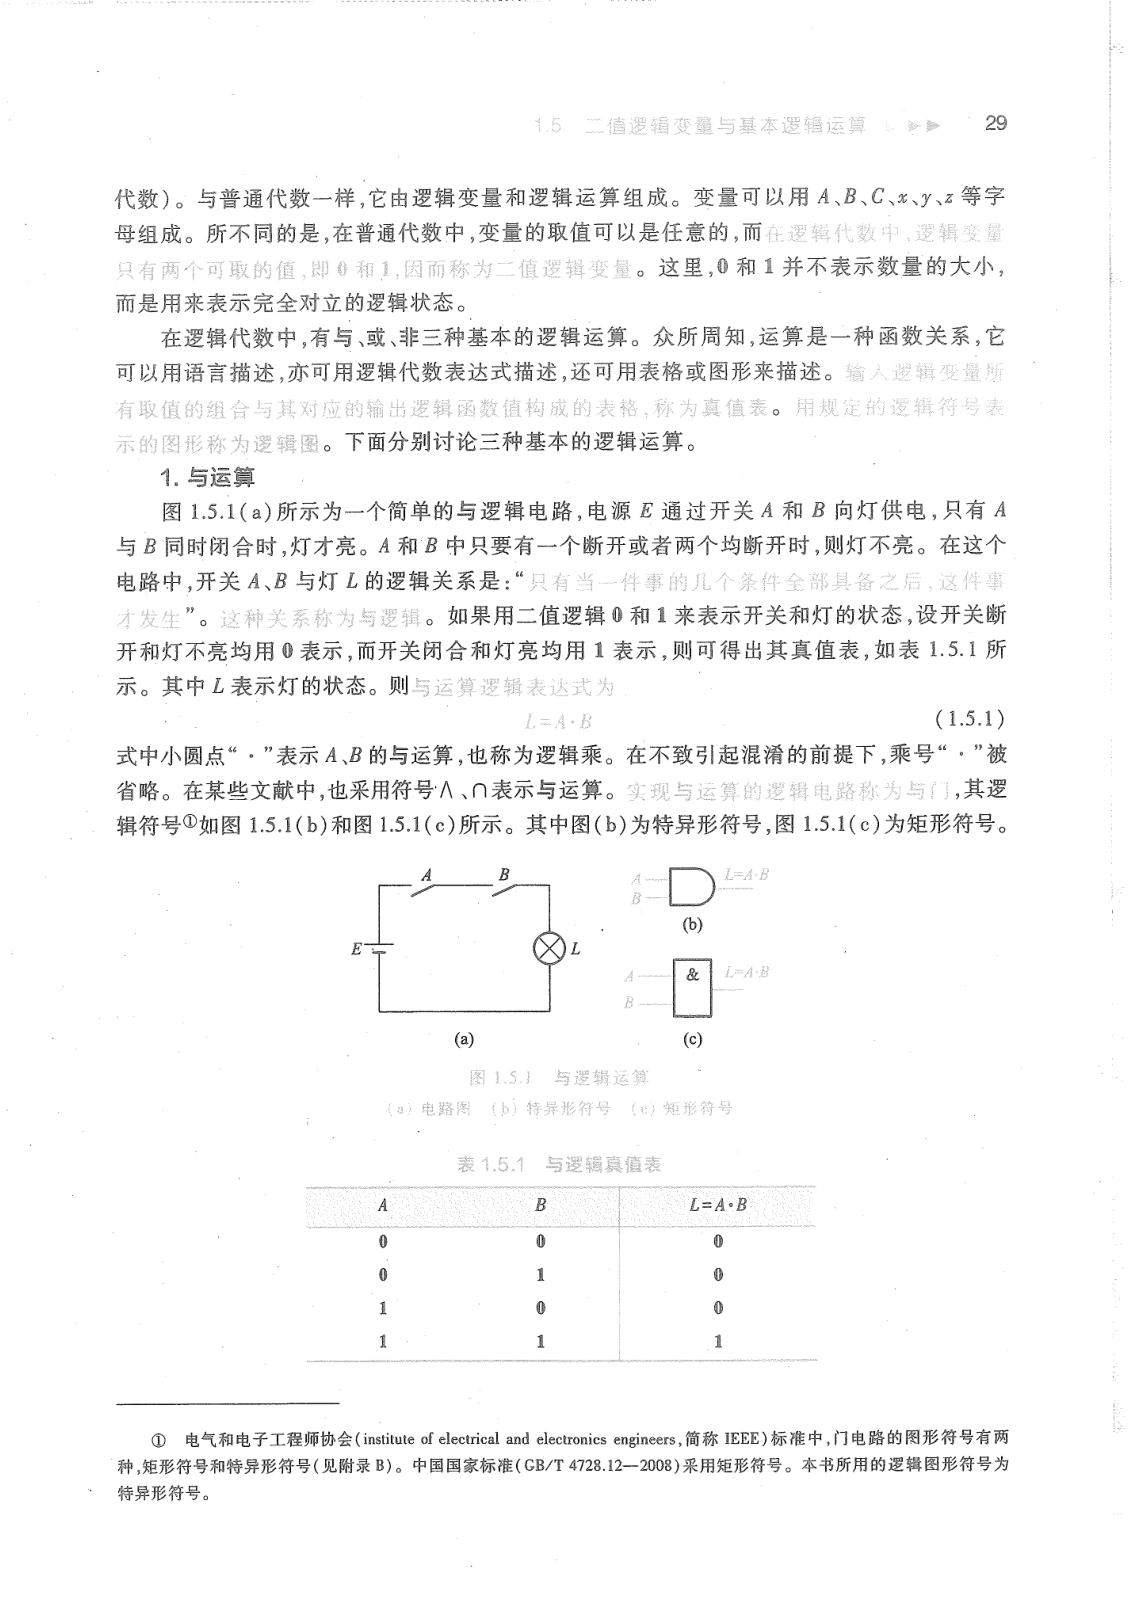 1.5 二值逻辑变量与基本逻辑运算 29
代数)。与普通代数一样,它由逻辑变量和逻辑运算组成。变量可以用 A、B、C、x、y、z 等字
母组成。所不同的是,在普通代数中,变量的取值可以是任意的,而在逻辑代数中,逻辑变量
只有两个可取的值,即 0 和 1,因而称为二值逻辑变量。这里,0 和 1 并不表示数量的大小,
而是用来表示完全对立的逻辑状态。
在逻辑代数中,有与、或、非三种基本的逻辑运算。众所周知,运算是一种函数关系,它
可以用语言描述,亦可用逻辑代数表达式描述,还可用表格或图形来描述。输入逻辑变量所
有取值的组合与其对应的输出逻辑函数值构成的表格,称为真值表。用规定的逻辑符号表
示的图形称为逻辑图。下面分别讨论三种基本的逻辑运算。
1. 与运算
图 1.5.1(a)所示为一个简单的与逻辑电路,电源 E 通过开关 A 和 B 向灯供电,只有 A
与 B 同时闭合时,灯才亮。A 和 B 中只要有一个断开或者两个均断开时,则灯不亮。在这个
电路中,开关 A、B 与灯 L 的逻辑关系是:“只有当一件事的几个条件全部具备之后,这件事
才发生”。这种关系称为与逻辑。如果用二值逻辑 0 和 1 来表示开关和灯的状态,设开关断
开和灯不亮均用 0 表示,而开关闭合和灯亮均用 1 表示,则可得出其真值表,如表 1.5.1 所
示。其中 L 表示灯的状态。则与运算逻辑表达式为
L=A·B (1.5.1)
式中小圆点“·”表示 A、B 的与运算,也称为逻辑乘。在不致引起混淆的前提下,乘号“·”被
省略。在某些文献中,也采用符号∧、∩表示与运算。实现与运算的逻辑电路称为与门,其逻
辑符号①如图 1.5.1(b)和图 1.5.1(c)所示。其中图(b)为特异形符号,图 1.5.1(c)为矩形符号。
A B
E L
(a)
A L=A·B
B
(b)
A & L=A·B
B
(c)
图 1.5.1 与逻辑运算
(a) 电路图 (b) 特异形符号 (c) 矩形符号
表 1.5.1 与逻辑真值表
A B L=A·B
0 0 0
0 1 0
1 0 0
1 1 1
① 电气和电子工程师协会(institute of electrical and electronics engineers,简称 IEEE)标准中,门电路的图形符号有两
种,矩形符号和特异形符号(见附录 B)。中国国家标准(GB/T 4728.12—2008)采用矩形符号。本书所用的逻辑图形符号为
特异形符号。